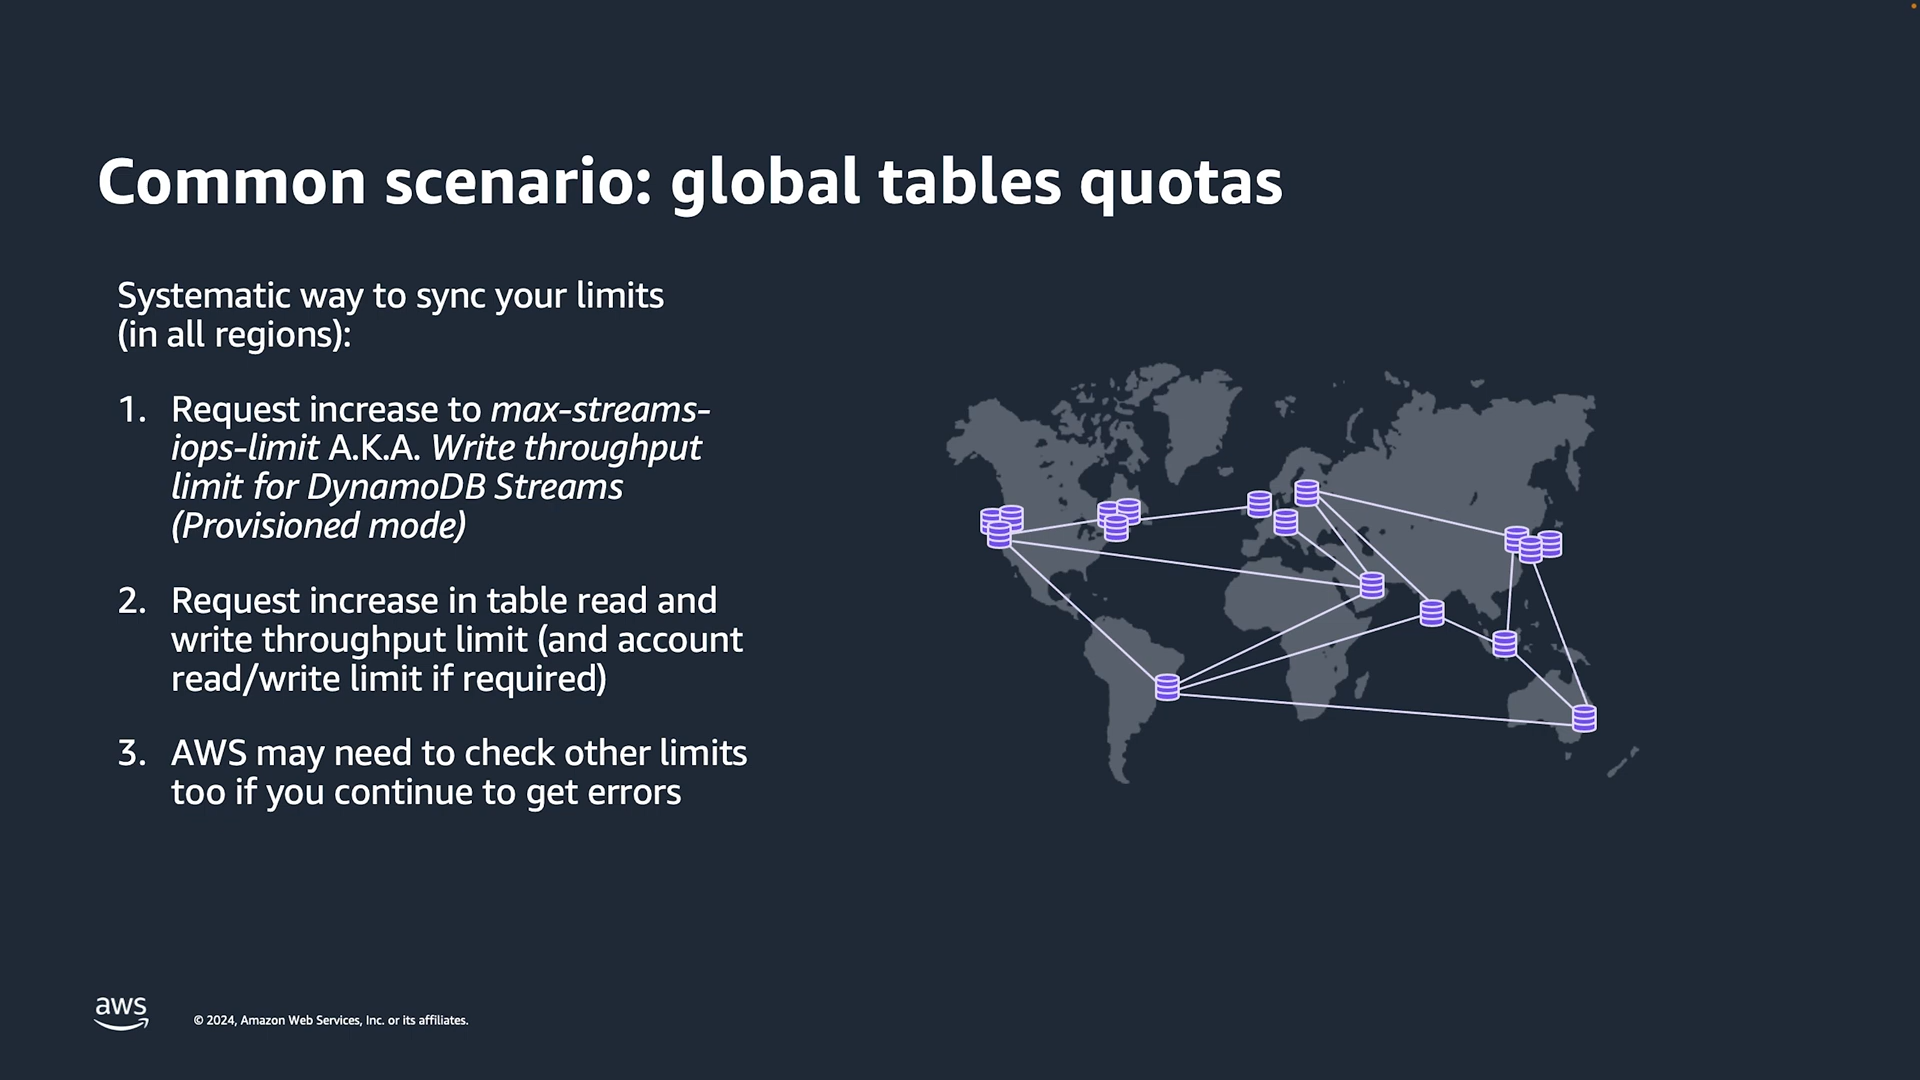 Common scenario: global tables quotas
Systematic way to sync your limits
(in all regions):
1. Request increase to max-streams-
iops-limit A.K.A. Write throughput
limit for DynamoDB Streams
(Provisioned mode)
2. Request increase in table read and
write throughput limit (and account
read/write limit if required)
3. AWS may need to check other limits
too if you continue to get errors
aws
© 2024, Amazon Web Services, Inc. or its affiliates.